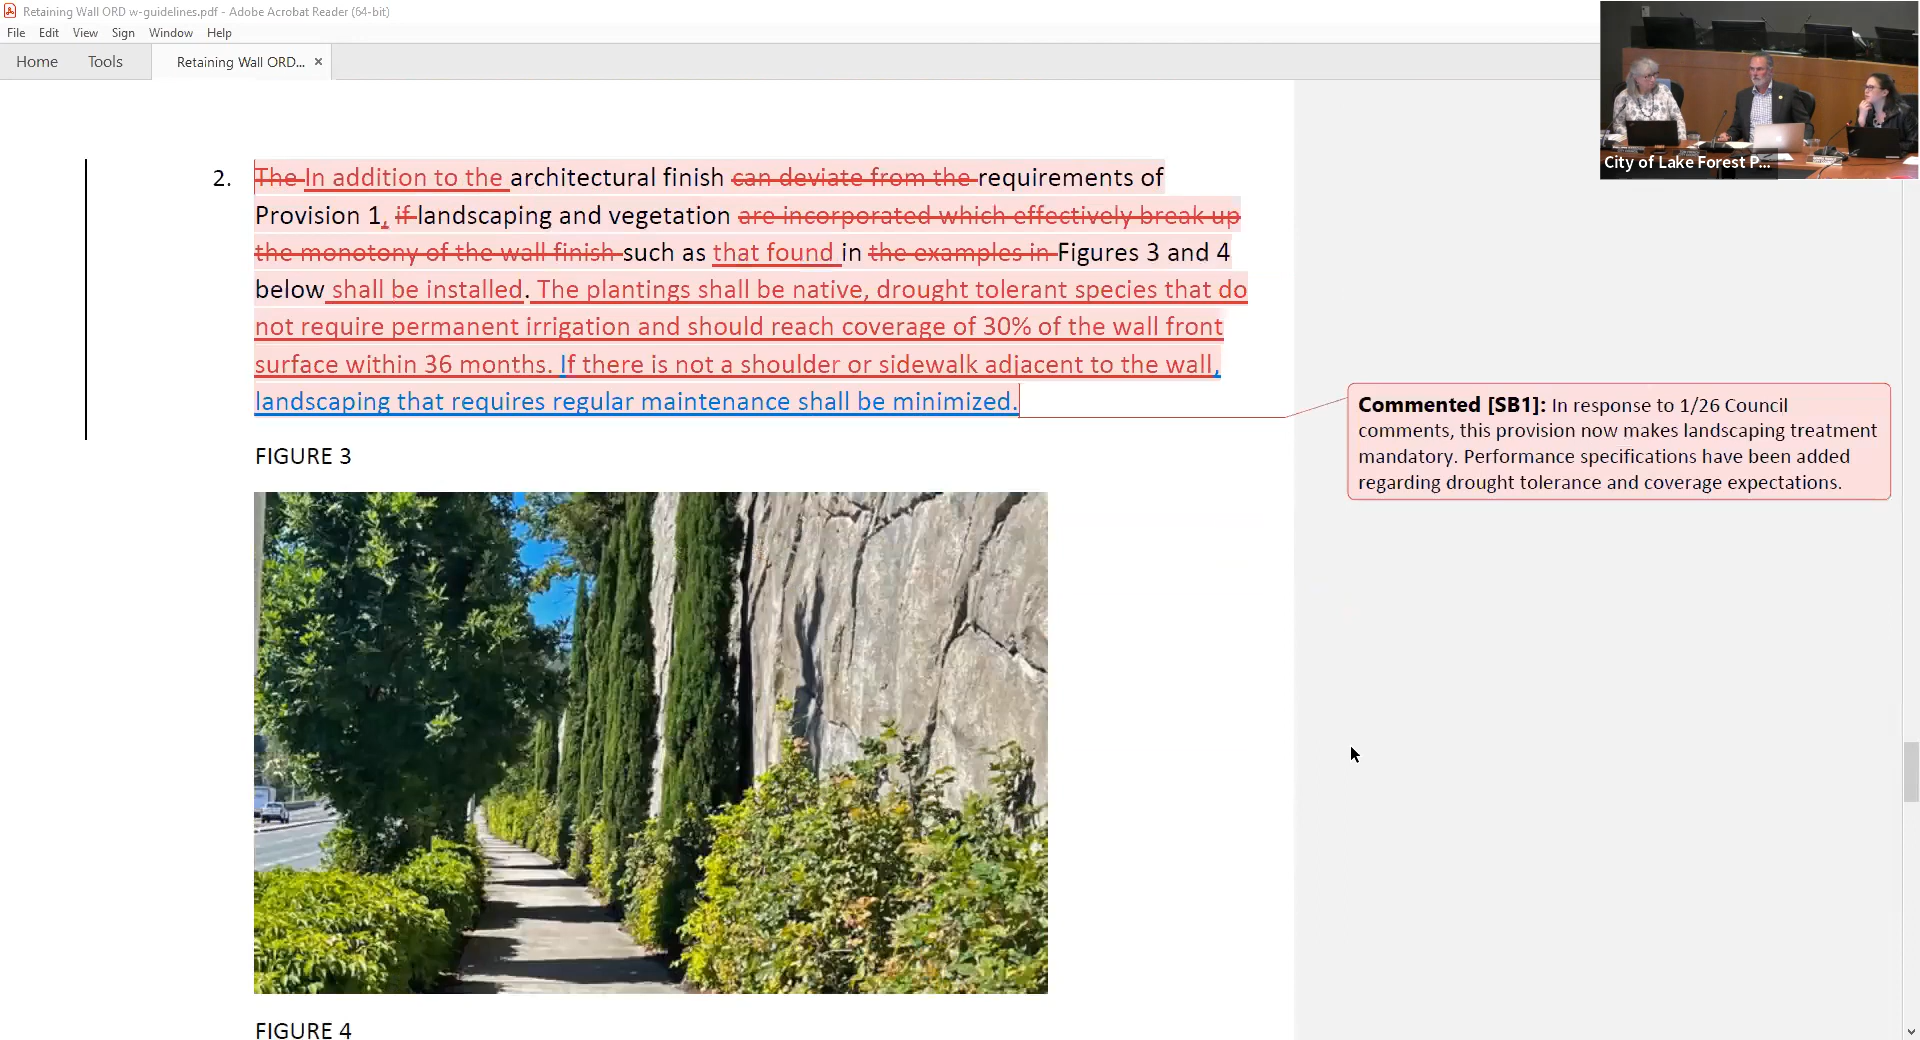 Retaining Wall ORD w-guidelines.pdf - Adobe Acrobat Reader (64-bit)
File Edit View Sign Window Help
Home Tools Retaining Wall ORD... ×
City of Lake Forest P...
2. The In addition to the architectural finish can deviate from the requirements of
Provision 1, if landscaping and vegetation are incorporated which effectively break up
the monotony of the wall finish such as that found in the examples in Figures 3 and 4
below shall be installed. The plantings shall be native, drought tolerant species that do
not require permanent irrigation and should reach coverage of 30% of the wall front
surface within 36 months. If there is not a shoulder or sidewalk adjacent to the wall,
landscaping that requires regular maintenance shall be minimized.
Commented [SB1]: In response to 1/26 Council
comments, this provision now makes landscaping treatment
mandatory. Performance specifications have been added
regarding drought tolerance and coverage expectations.
FIGURE 3
FIGURE 4